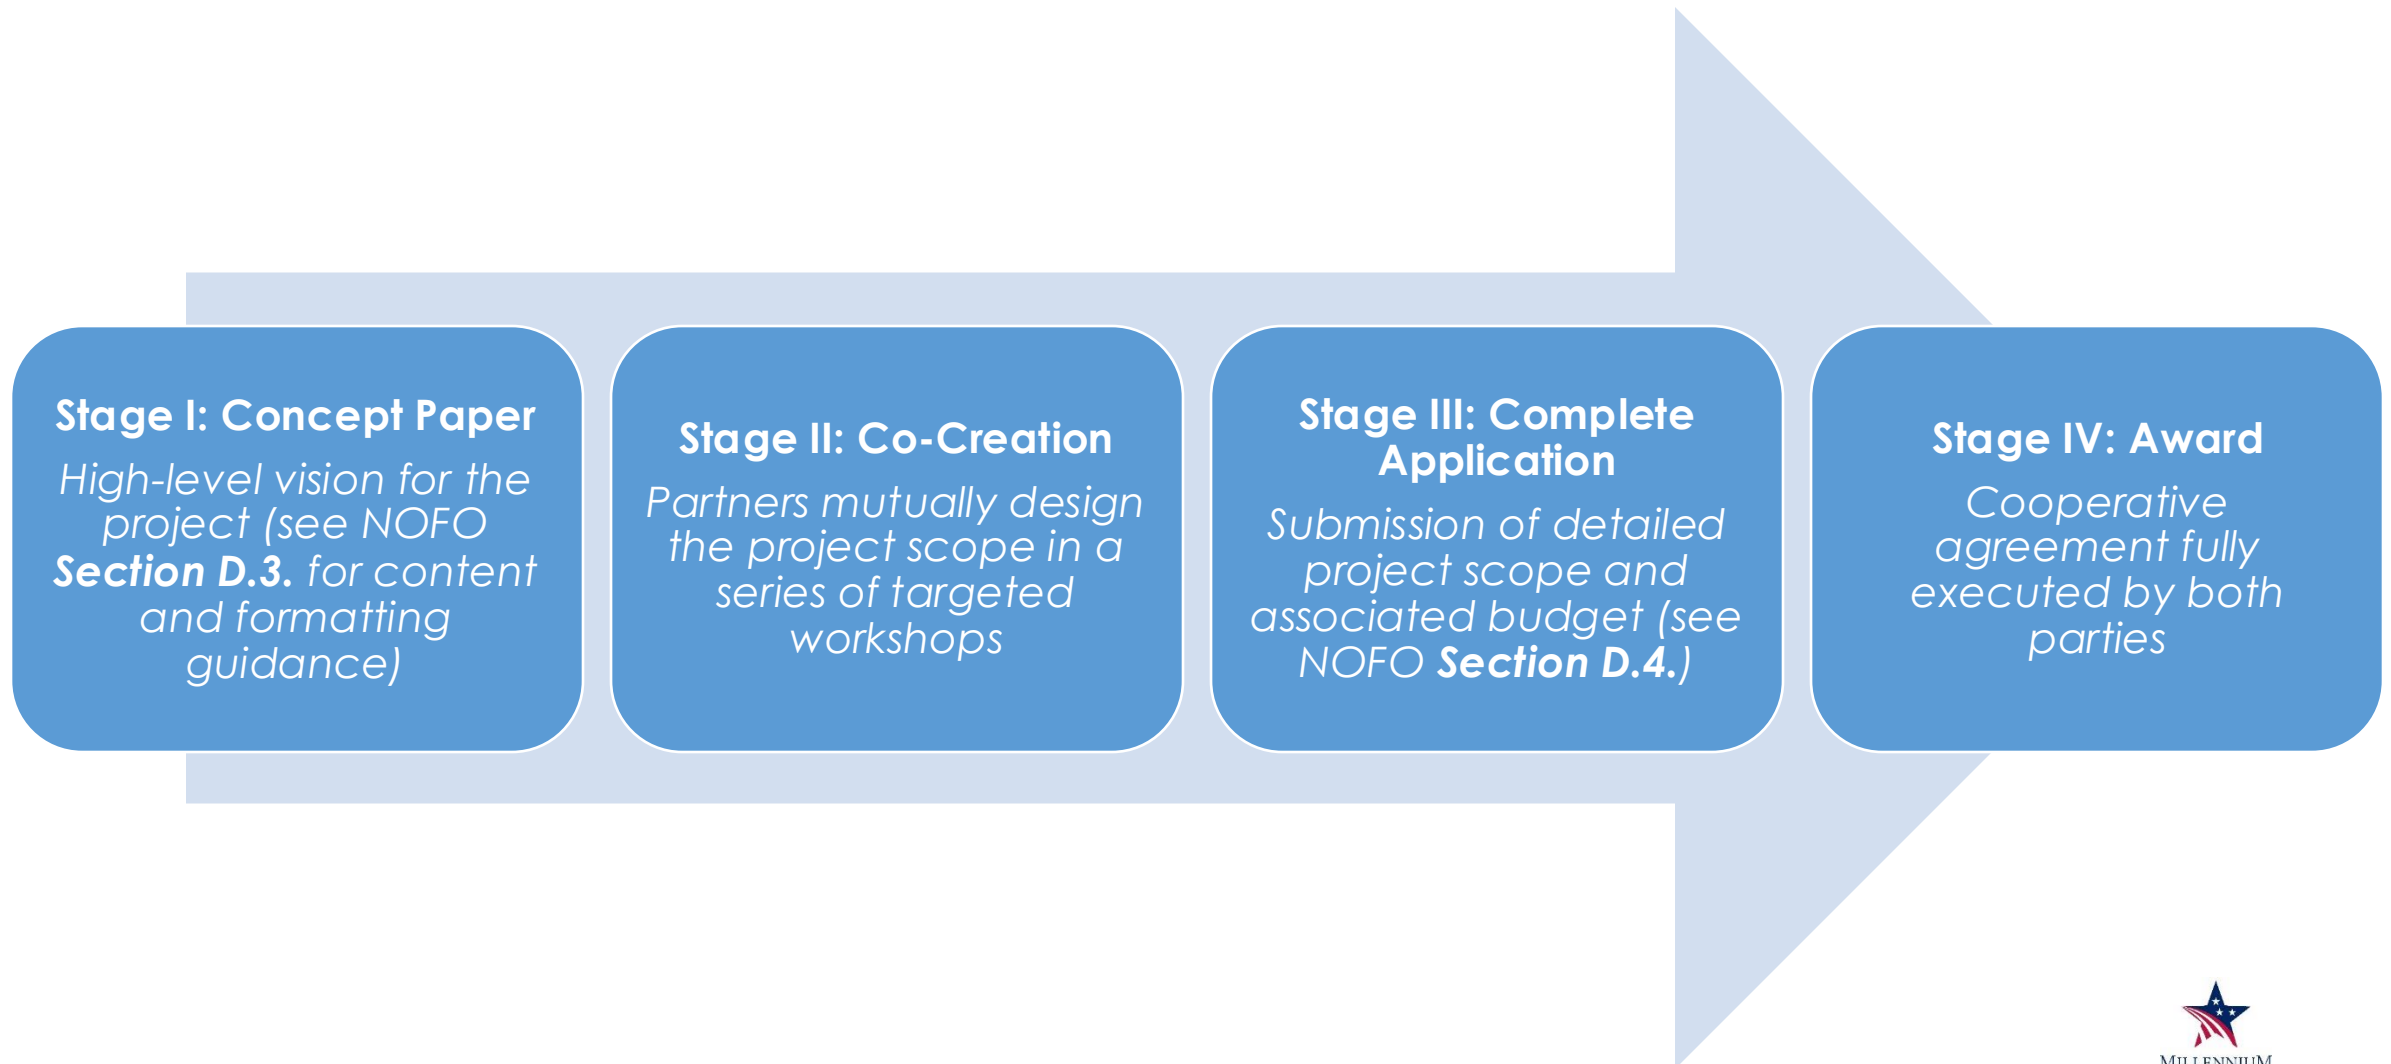 Stage I: Concept Paper
High-level vision for the
project (see NOFO
Section D.3. for content
and formatting
guidance)
Stage II: Co-Creation
Partners mutually design
the project scope in a
series of targeted
workshops
Stage III: Complete
Application
Submission of detailed
project scope and
associated budget (see
NOFO Section D.4.)
Stage IV: Award
Cooperative
agreement fully
executed by both
parties
MILLENNIUM